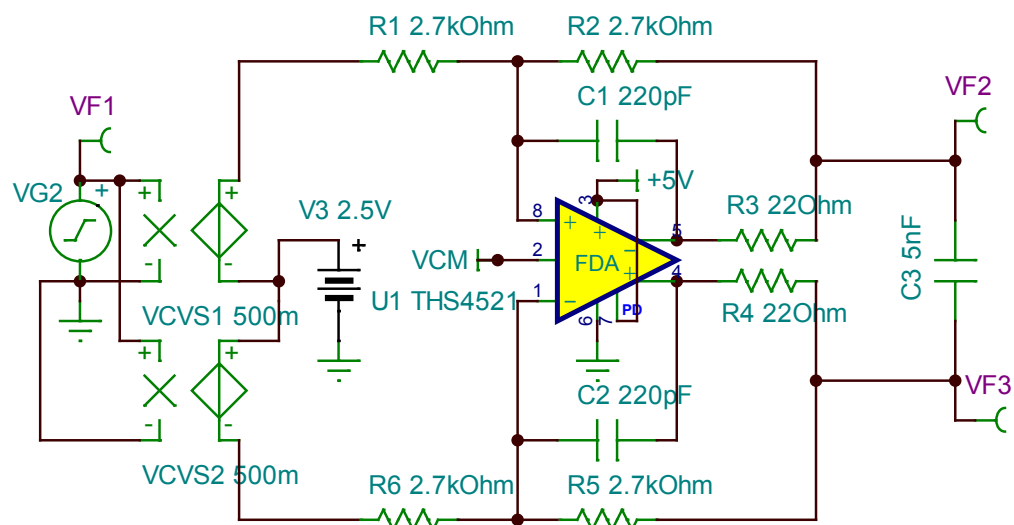 R1 2.7kOhm
R2 2.7kOhm
VF1
C1 220pF
VF2
VG2
+
+
+
+5V
3
V3 2.5V
+
8
+
+
5
R3 22Ohm
-
VCM
2
FDA
C3 5nF
-
-
+
4
U1 THS4521
1
-
R4 22Ohm
VCVS1 500m
6
7
PD
+
+
VF3
C2 220pF
-
-
VCVS2 500m
R6 2.7kOhm
R5 2.7kOhm